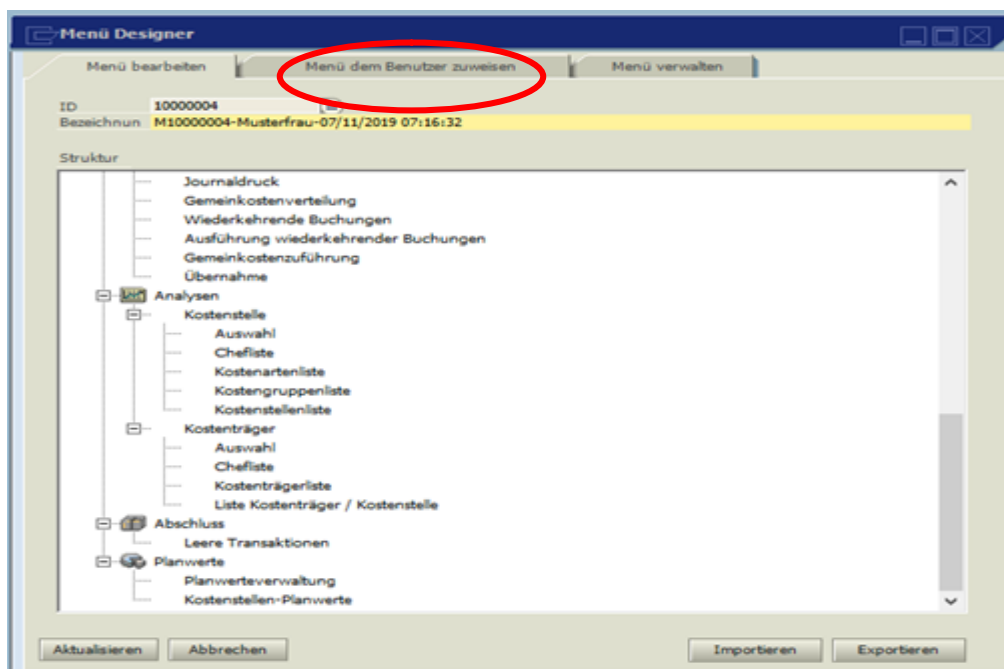 Menü Designer
Menü bearbeiten Menü dem Benutzer zuweisen Menü verwalten
ID 10000004
Bezeichnun M10000004-Musterfrau-07/11/2019 07:16:32
Struktur
Journaldruck
Gemeinkostenverteilung
Wiederkehrende Buchungen
Ausführung wiederkehrender Buchungen
Gemeinkostenzuführung
Übernahme
Analysen
Kostenstelle
Auswahl
Chefliste
Kostenartenliste
Kostengruppenliste
Kostenstellenliste
Kostenträger
Auswahl
Chefliste
Kostenträgerliste
Liste Kostenträger / Kostenstelle
Abschluss
Leere Transaktionen
Planwerte
Planwerteverwaltung
Kostenstellen-Planwerte
Aktualisieren Abbrechen Importieren Exportieren